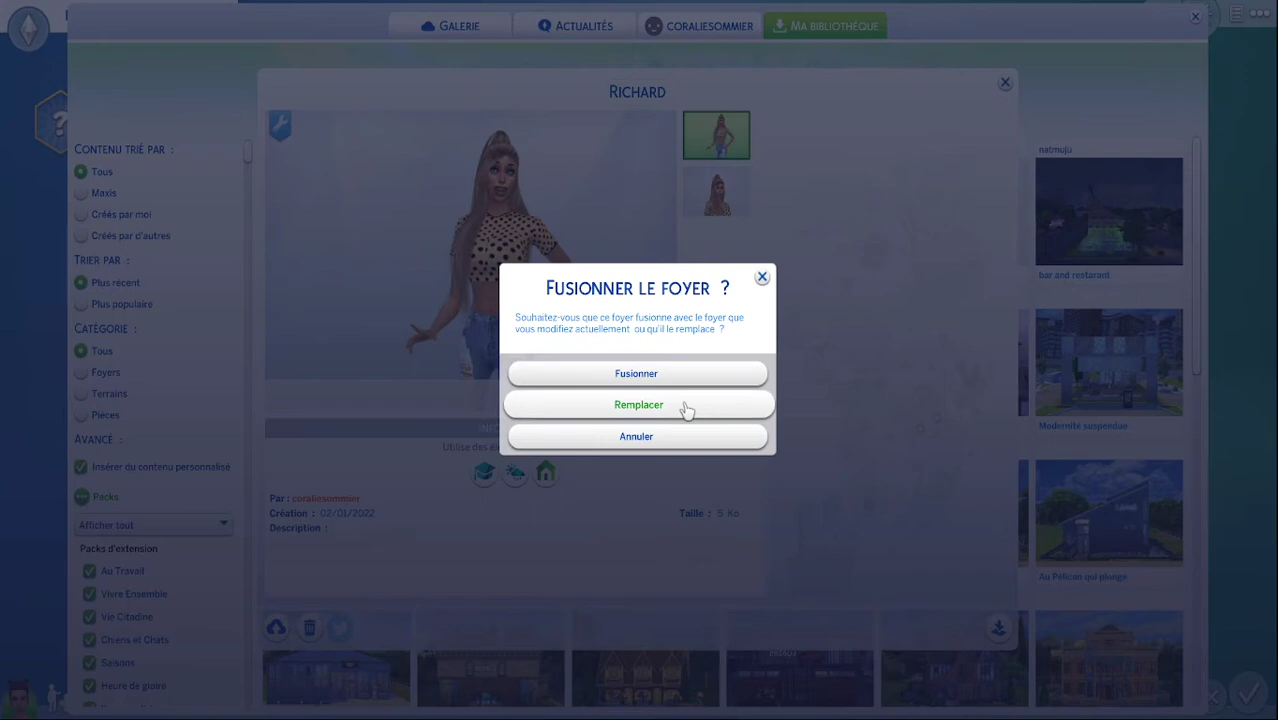 GALERIE
ACTUALITÉS
CORALIESOMMIER
MA BIBLIOTHÈQUE
RICHARD
CONTENU TRIÉ PAR :
Tous
Maxis
Créés par moi
Créés par d'autres
TRIER PAR :
Plus récent
Plus populaire
CATÉGORIE :
Tous
Foyers
Terrains
Pièces
AVANCÉ :
Insérer du contenu personnalisé
Packs
Afficher tout
Packs d'extension
Au Travail
Vivre Ensemble
Vie Citadine
Chiens et Chats
Saisons
Heure de gloire
FUSIONNER LE FOYER ?
Souhaitez-vous que ce foyer fusionne avec le foyer que
vous modifiez actuellement ou qu'il le remplace ?
Fusionner
Remplacer
Annuler
Utilise des
Par : coraliesommier
Création : 02/01/2022
Description :
Taille : 5 Ko
natmuju
bar and restarant
Modernité suspendue
Au Pélican qui plonge